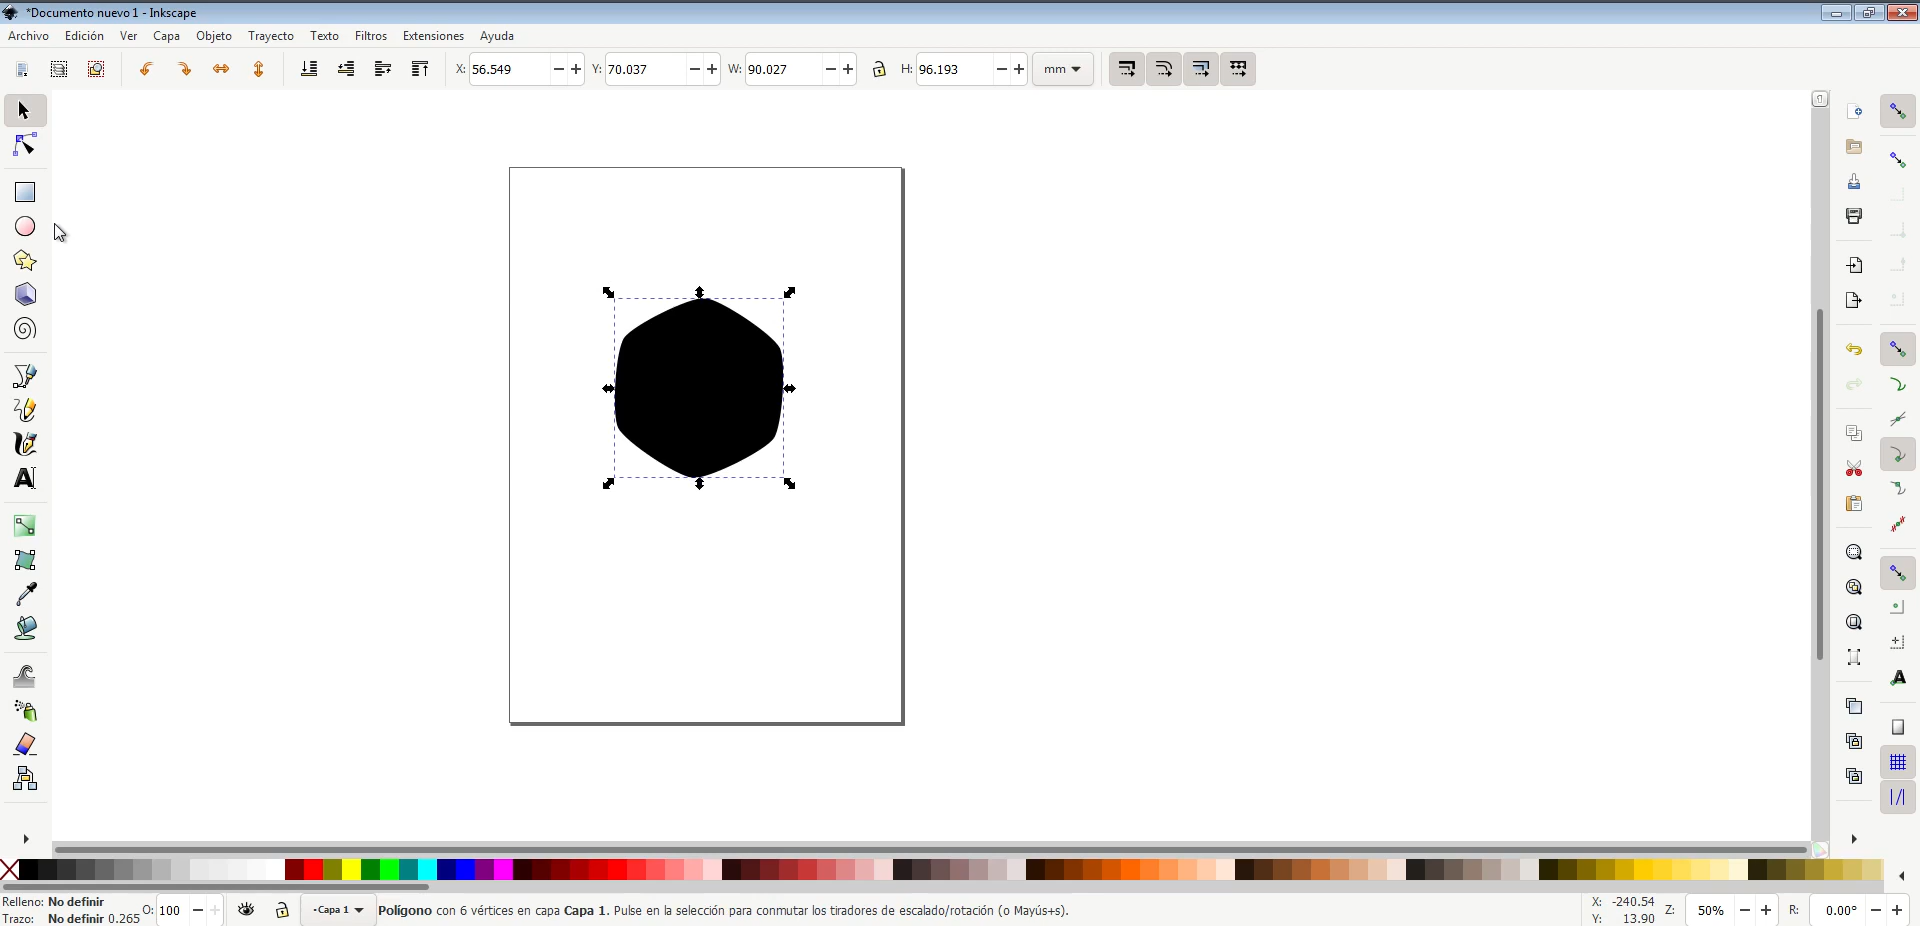 *Documento nuevo 1 - Inkscape
Archivo Edición Ver Capa Objeto Trayecto Texto Filtros Extensiones Ayuda
X: 56.549 Y: 70.037 W: 90.027 H: 96.193 mm
Relleno: No definir
Trazo: No definir 0.265
O: 100
-Capa 1
Polígono con 6 vértices en capa Capa 1. Pulse en la selección para conmutar los tiradores de escalado/rotación (o Mayús+s).
X: -240.54
Y: 13.90
Z: 50%
R: 0.00°